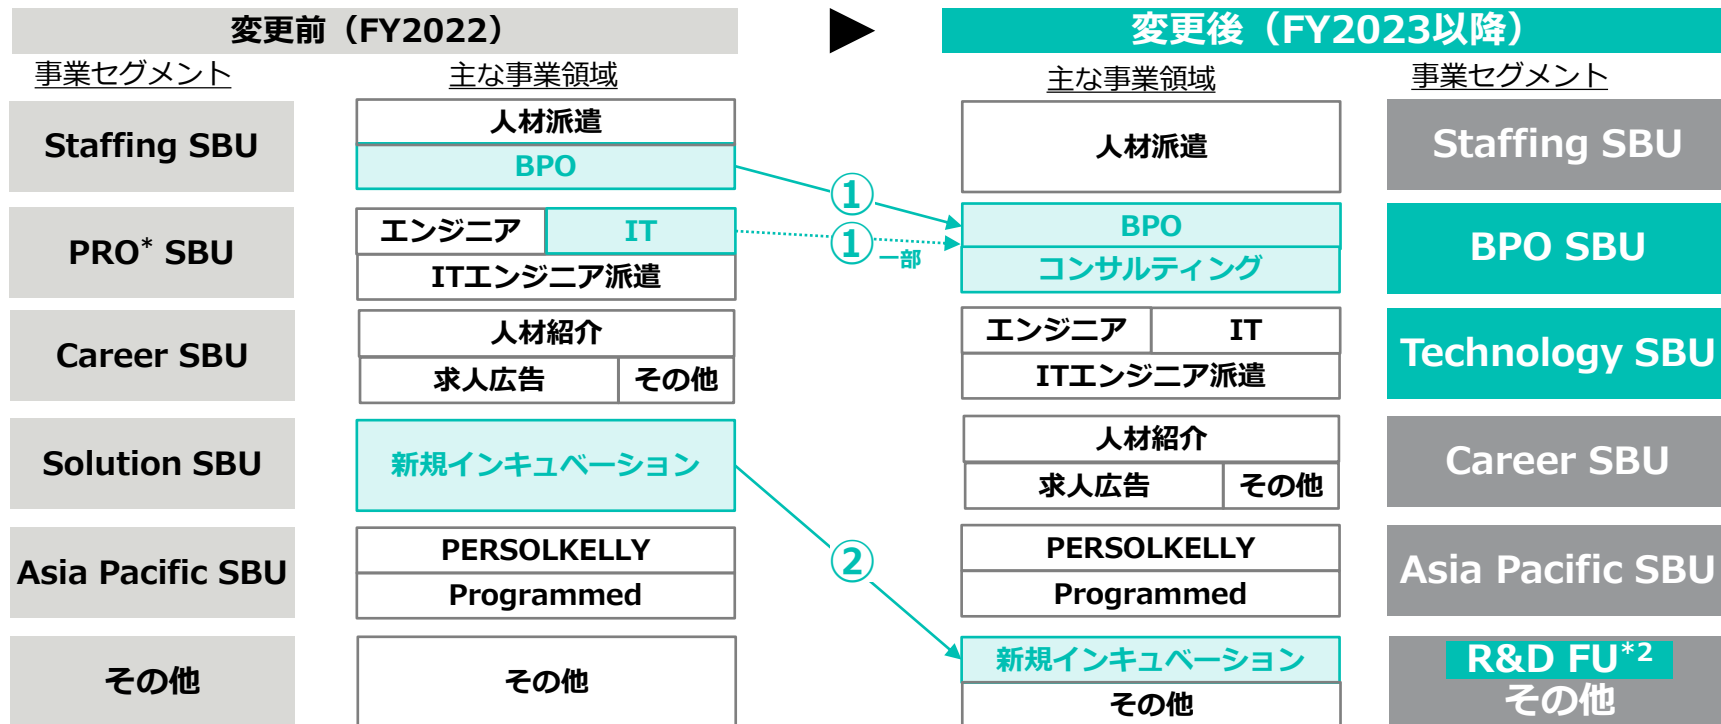 変更前（FY2022）
変更後（FY2023以降）
事業セグメント
主な事業領域
主な事業領域
事業セグメント
Staffing SBU
人材派遣
BPO
人材派遣
Staffing SBU
①
PRO* SBU
エンジニア
IT
ITエンジニア派遣
①
一部
BPO
コンサルティング
BPO SBU
Career SBU
人材紹介
求人広告
その他
エンジニア
IT
ITエンジニア派遣
Technology SBU
Solution SBU
新規インキュベーション
人材紹介
求人広告
その他
Career SBU
Asia Pacific SBU
PERSOLKELLY
Programmed
②
PERSOLKELLY
Programmed
Asia Pacific SBU
その他
その他
新規インキュベーション
その他
R&D FU*2
その他